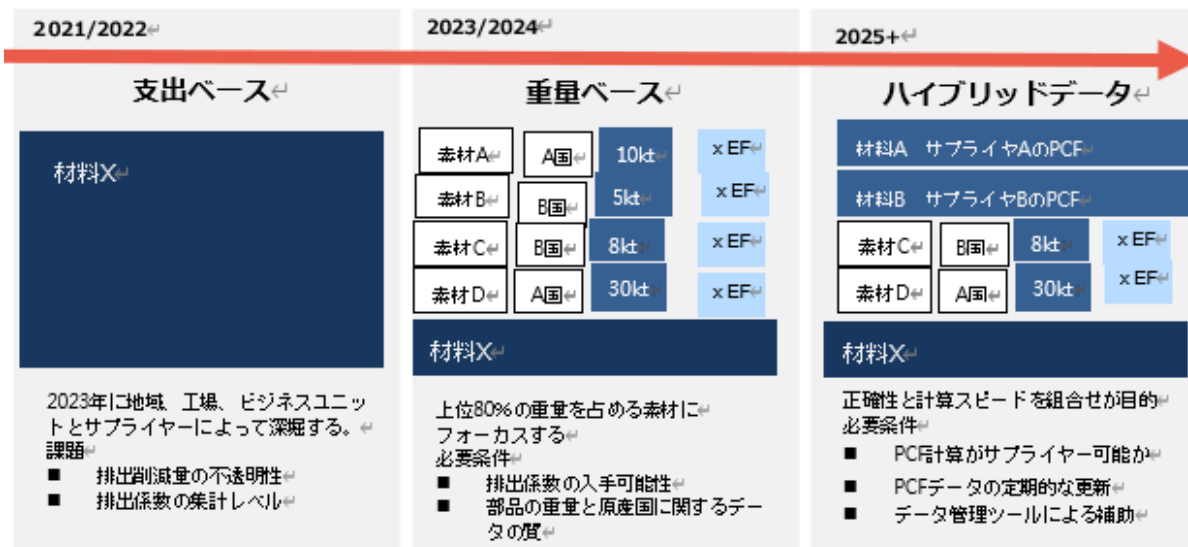 2021/2022
支出ベース
材料X
2023年に地域、工場、ビジネスユニッ
トとサプライヤーによって深堀する。
課題
■ 排出削減量の不透明性
■ 排出係数の集計レベル
2023/2024
重量ベース
素材A A国 10kt x EF
素材B B国 5kt x EF
素材C B国 8kt x EF
素材D A国 30kt x EF
材料X
上位80%の重量を占める素材に
フォーカスする
必要条件
■ 排出係数の入手可能性
■ 部品の重量と原産国に関するデー
タの質
2025+
ハイブリッドデータ
材料A サプライヤAのPCF
材料B サプライヤBのPCF
素材C B国 8kt x EF
素材D A国 30kt x EF
材料X
正確性と計算スピードを組合せが目的
必要条件
■ PCF計算がサプライヤー可能か
■ PCFデータの定期的な更新
■ データ管理ツールによる補助